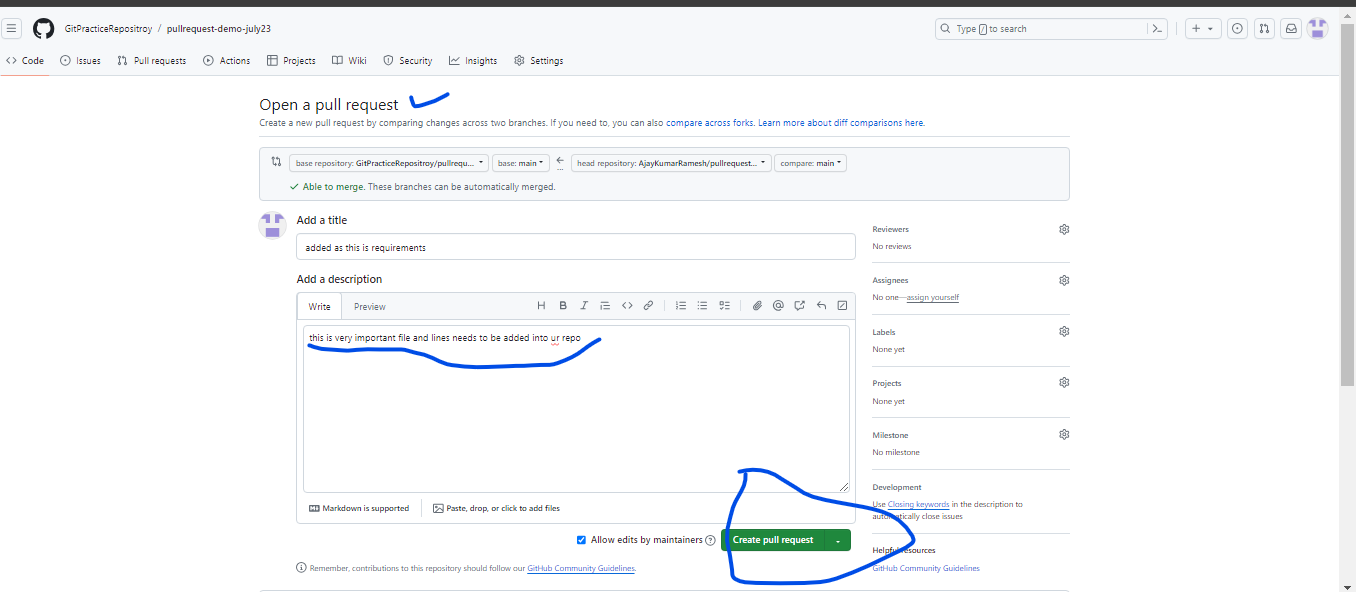 GitPracticeRepositroy / pullrequest-demo-july23
Type / to search
Code Issues Pull requests Actions Projects Wiki Security Insights Settings
Open a pull request
Create a new pull request by comparing changes across two branches. If you need to, you can also compare across forks. Learn more about diff comparisons here.
base repository: GitPracticeRepositroy/pullrequ... base: main head repository: AjayKumarRamesh/pullrequest... compare: main
Able to merge. These branches can be automatically merged.
Add a title
added as this is requirements
Add a description
Write Preview
this is very important file and lines needs to be added into ur repo
Markdown is supported Paste, drop, or click to add files
Allow edits by maintainers
Create pull request
Remember, contributions to this repository should follow our GitHub Community Guidelines.
Reviewers
No reviews
Assignees
No one—assign yourself
Labels
None yet
Projects
None yet
Milestone
No milestone
Development
Use Closing keywords in the description to
automatically close issues
Helpful resources
GitHub Community Guidelines